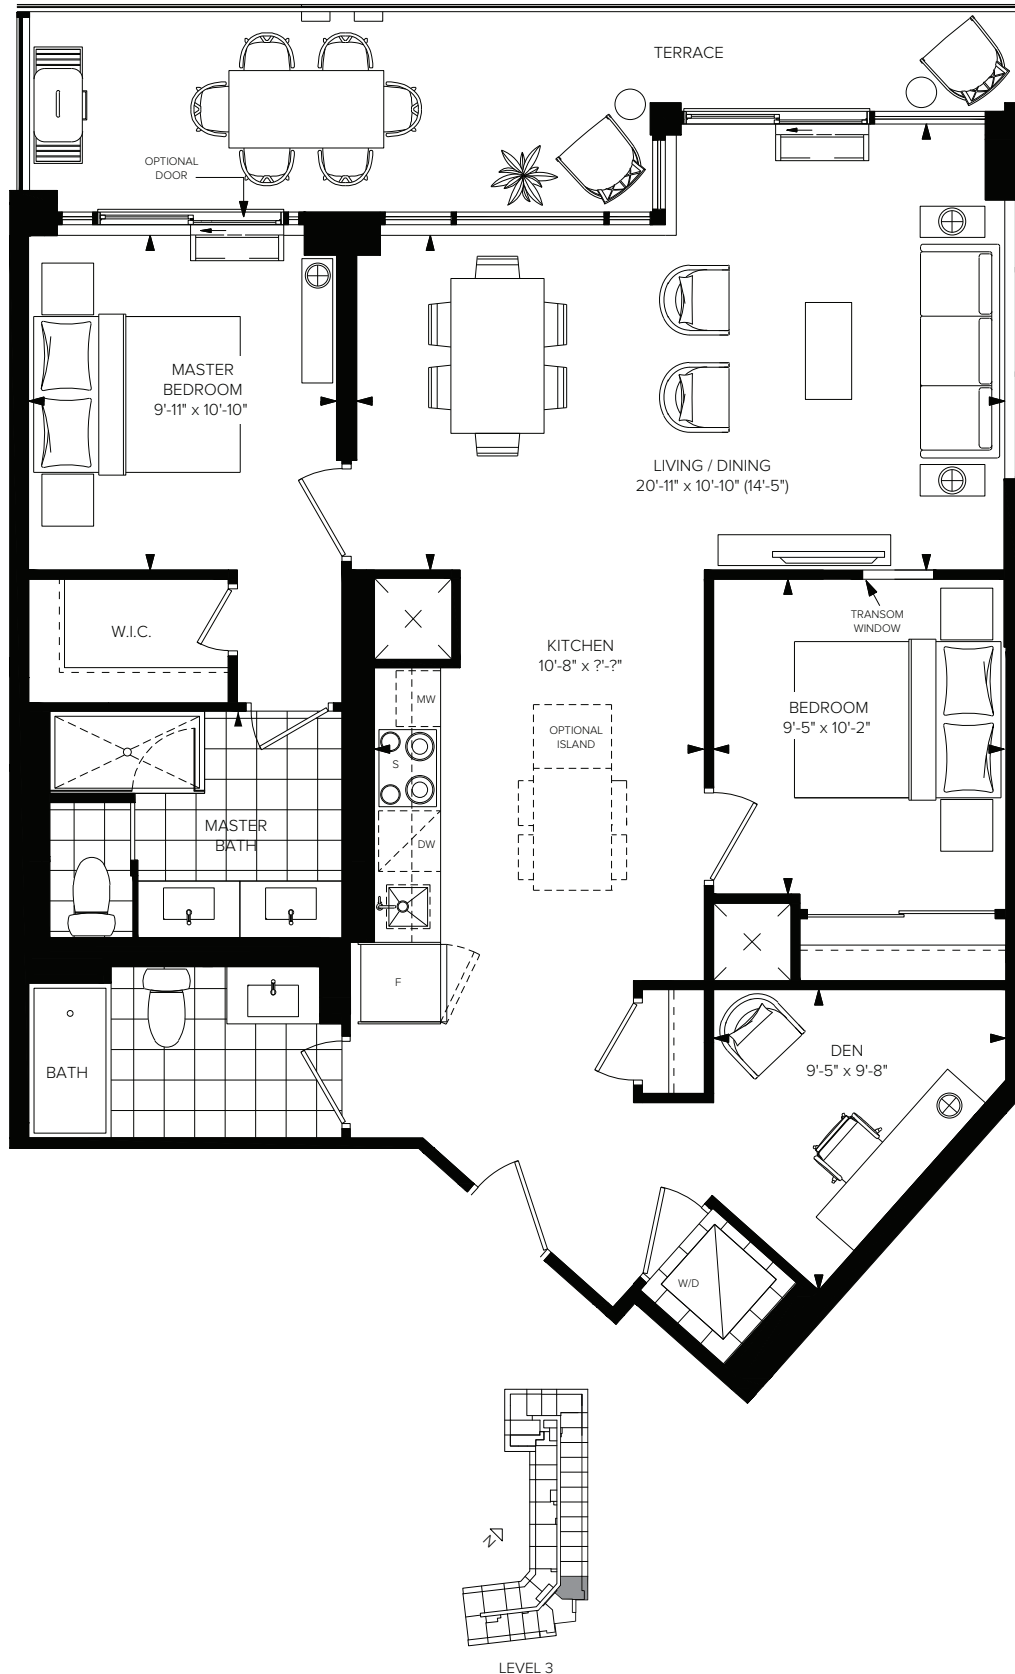 TERRACE
OPTIONAL
DOOR
MASTER
BEDROOM
9'-11" x 10'-10"
LIVING / DINING
20'-11" x 10'-10" (14'-5")
W.I.C.
TRANSOM
WINDOW
KITCHEN
10'-8" x ?'-?"
MW
BEDROOM
9'-5" x 10'-2"
OPTIONAL
ISLAND
S
MASTER
BATH
DW
F
BATH
DEN
9'-5" x 9'-8"
W/D
N
LEVEL 3